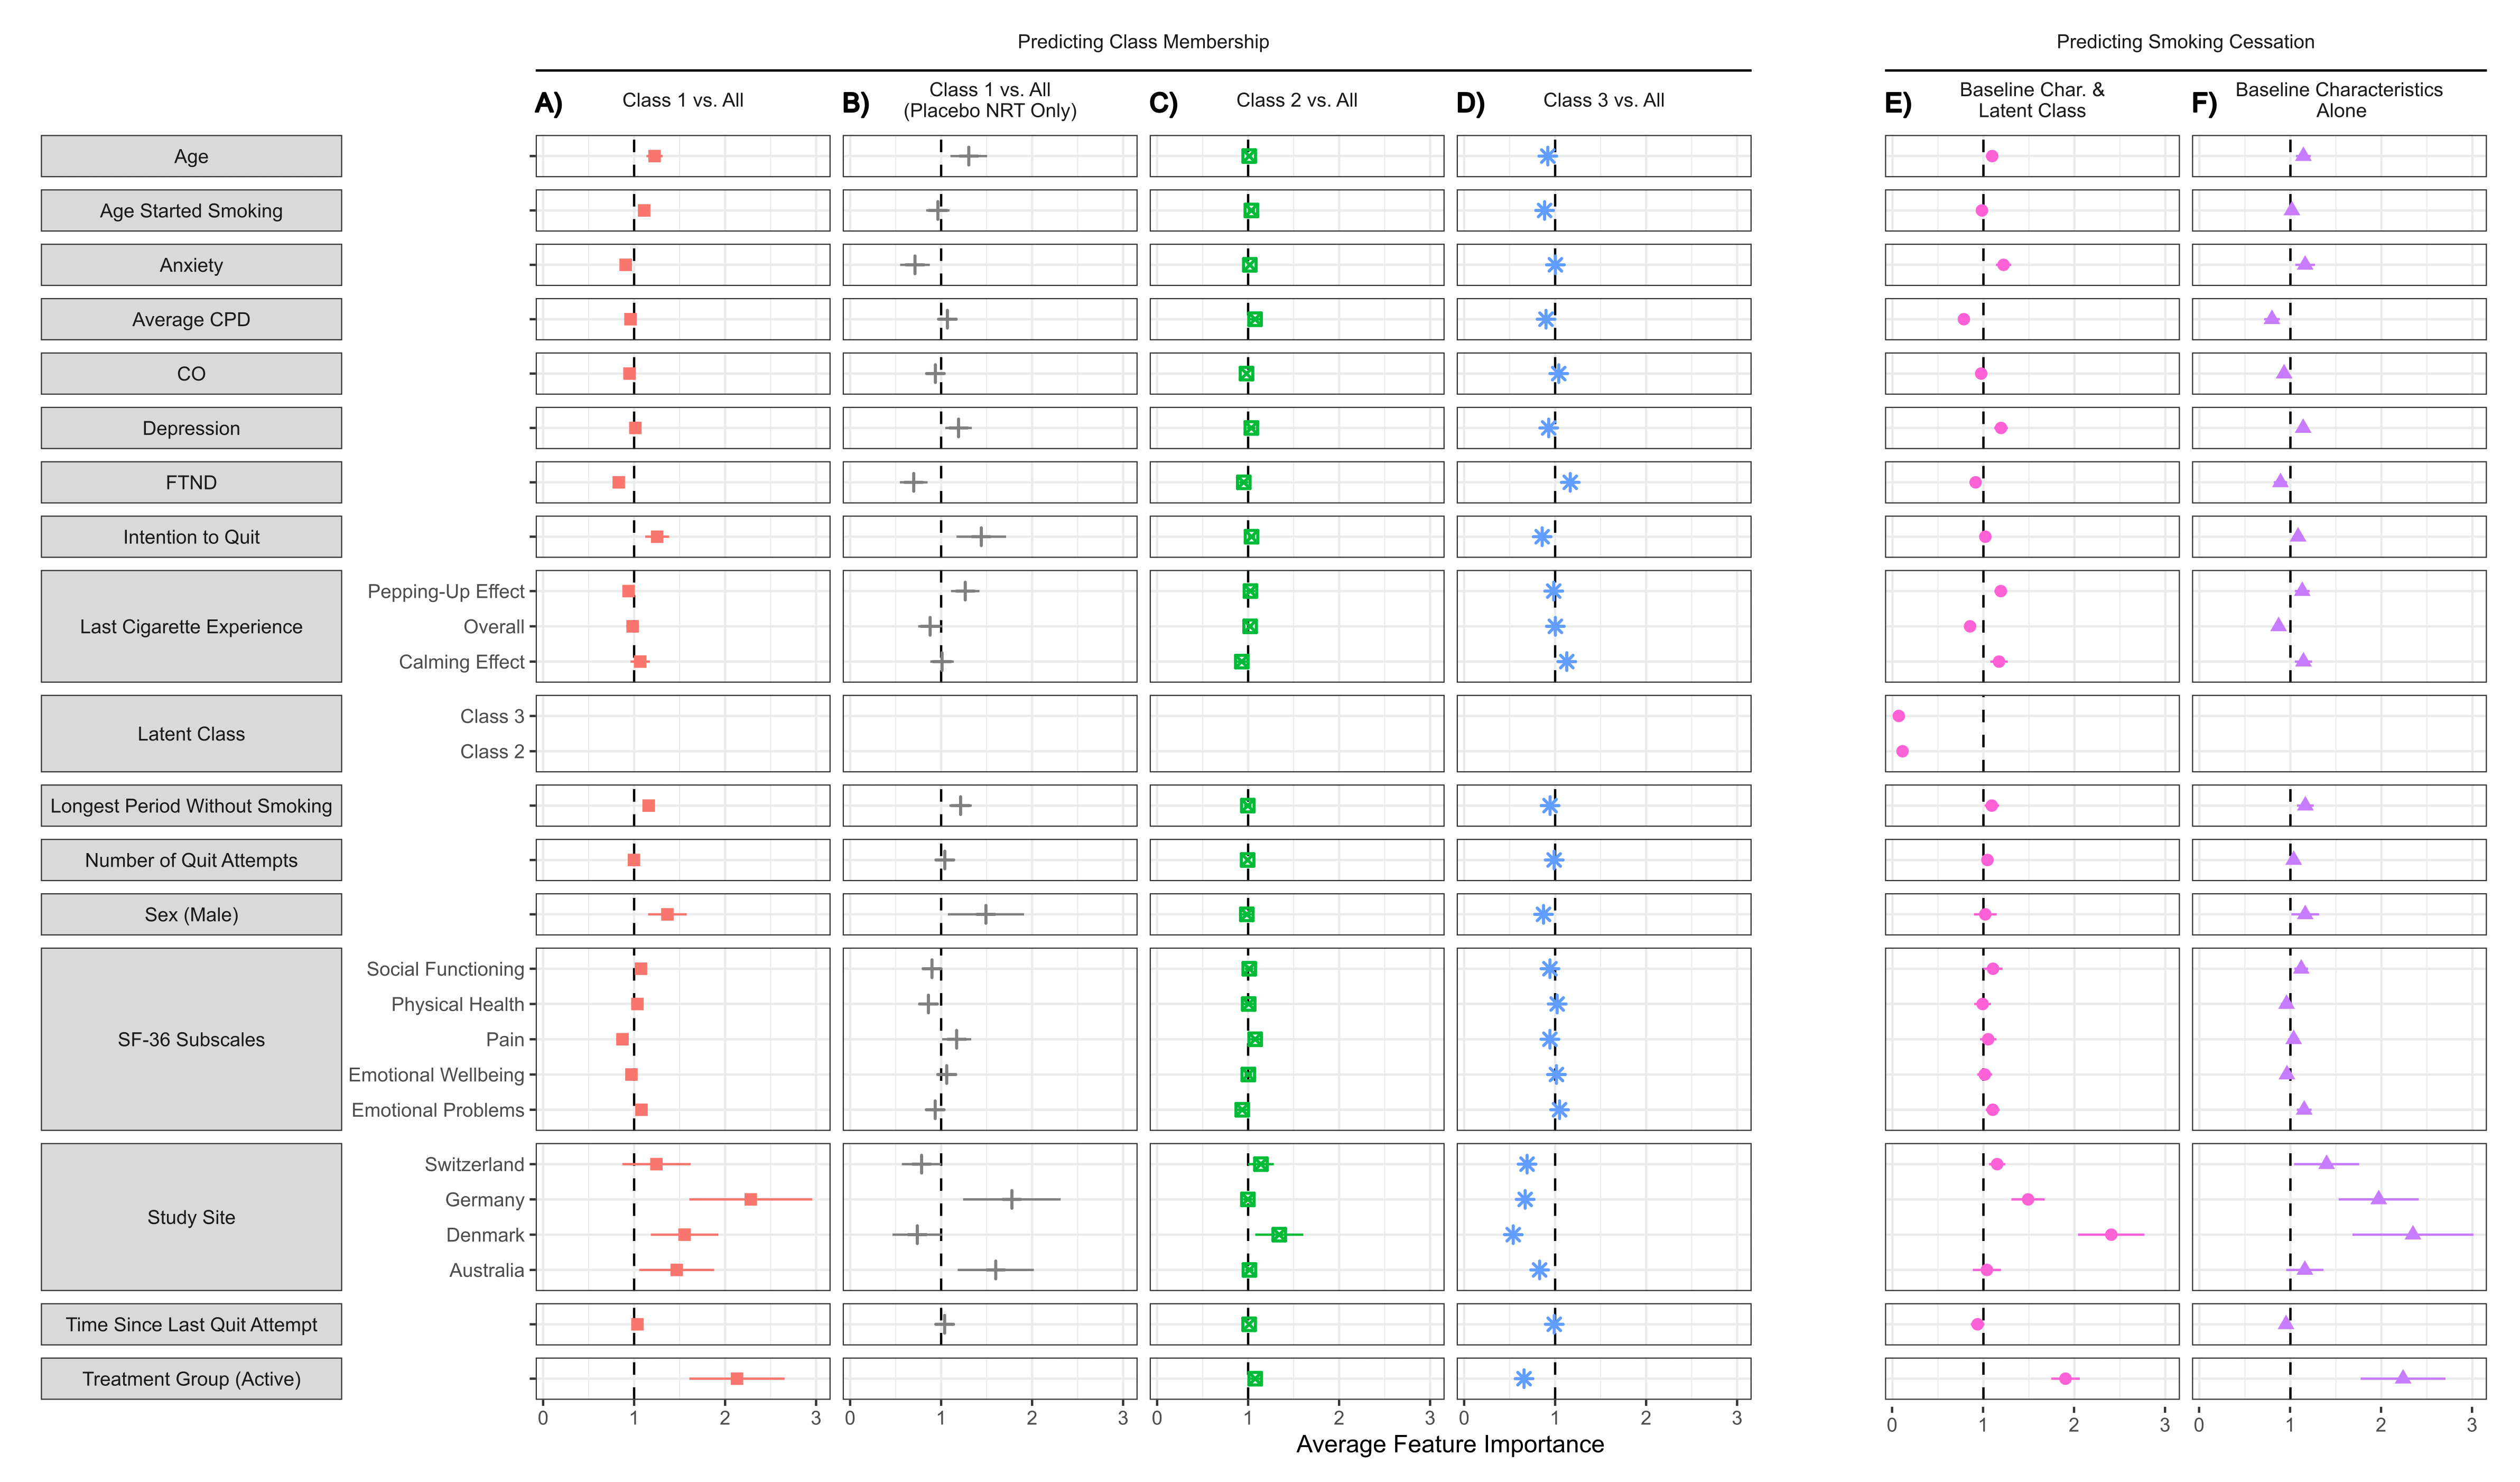 Predicting Class Membership
Predicting Smoking Cessation
A)
Class 1 vs. All
B)
Class 1 vs. All
(Placebo NRT Only)
C)
Class 2 vs. All
D)
Class 3 vs. All
E)
Baseline Char. &
Latent Class
F)
Baseline Characteristics
Alone
Age
Age Started Smoking
Anxiety
Average CPD
CO
Depression
FTND
Intention to Quit
Last Cigarette Experience
Pepping-Up Effect
Overall
Calming Effect
Latent Class
Class 3
Class 2
Longest Period Without Smoking
Number of Quit Attempts
Sex (Male)
SF-36 Subscales
Social Functioning
Physical Health
Pain
Emotional Wellbeing
Emotional Problems
Study Site
Switzerland
Germany
Denmark
Australia
Time Since Last Quit Attempt
Treatment Group (Active)
0 1 2 3
0 1 2 3
0 1 2 3
0 1 2 3
0 1 2 3
0 1 2 3
Average Feature Importance